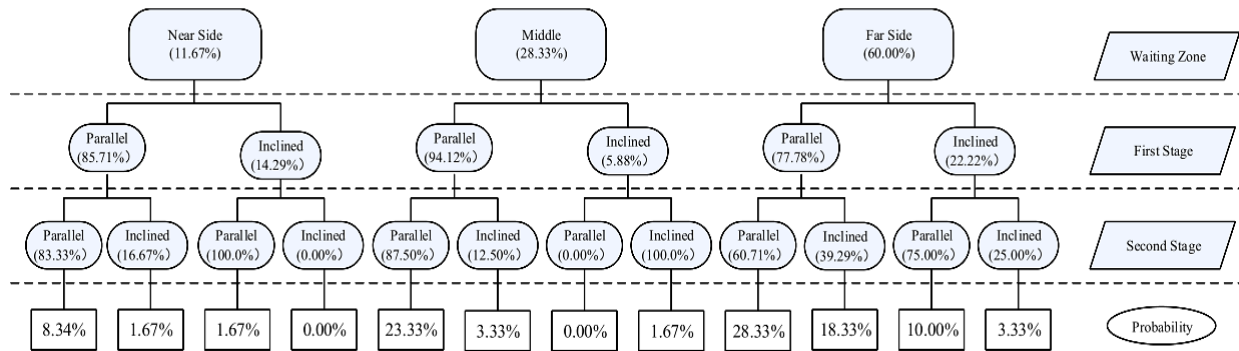 Near Side
(11.67%)
Middle
(28.33%)
Far Side
(60.00%)
Waiting Zone
Parallel
(85.71%)
Inclined
(14.29%)
Parallel
(94.12%)
Inclined
(5.88%)
Parallel
(77.78%)
Inclined
(22.22%)
First Stage
Parallel
(83.33%)
Inclined
(16.67%)
Parallel
(100.0%)
Inclined
(0.00%)
Parallel
(87.50%)
Inclined
(12.50%)
Parallel
(0.00%)
Inclined
(100.0%)
Parallel
(60.71%)
Inclined
(39.29%)
Parallel
(75.00%)
Inclined
(25.00%)
Second Stage
8.34%
1.67%
1.67%
0.00%
23.33%
3.33%
0.00%
1.67%
28.33%
18.33%
10.00%
3.33%
Probability